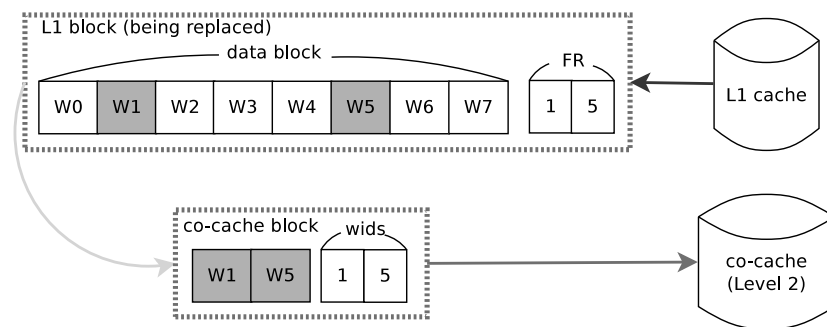 L1 block (being replaced)
data block
FR
W0 W1 W2 W3 W4 W5 W6 W7
1 5
L1 cache
co-cache block
wids
W1 W5
1 5
co-cache
(Level 2)